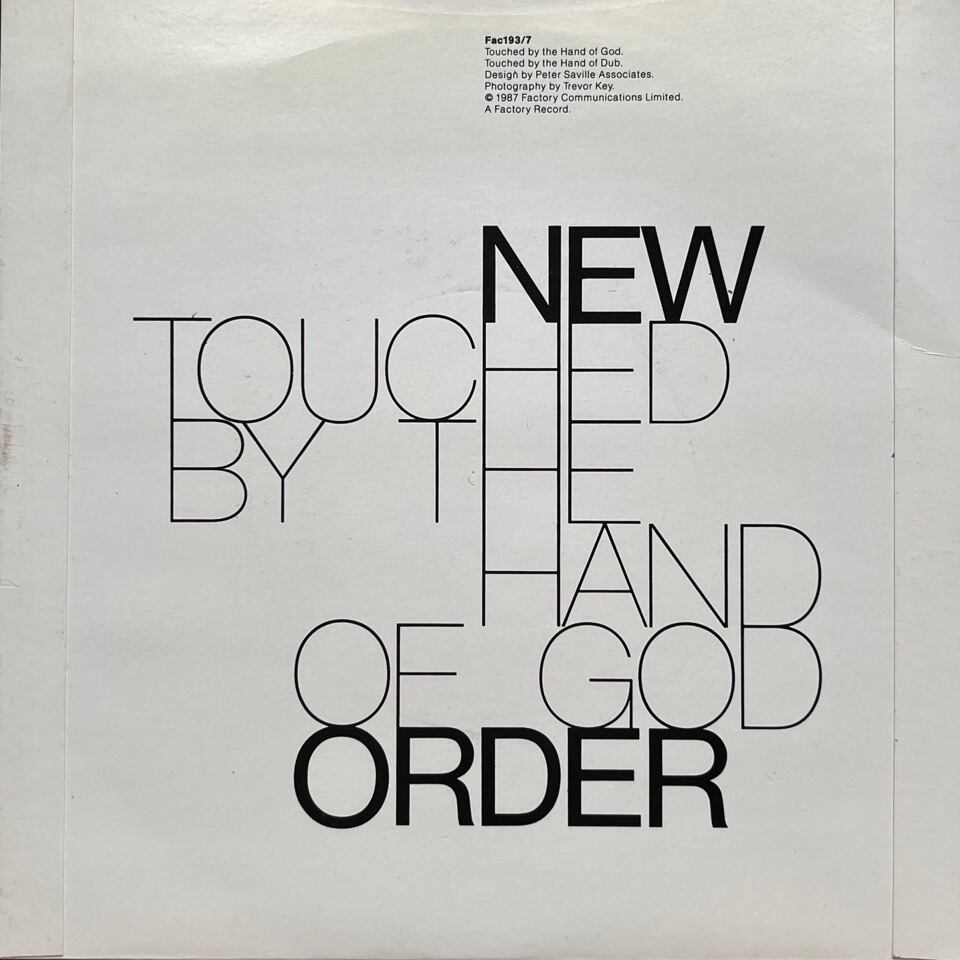 Fac193/7
Touched by the Hand of God.
Touched by the Hand of Dub.
Design by Peter Saville Associates.
Photography by Trevor Key.
© 1987 Factory Communications Limited.
A Factory Record.
NEW
TOUCHED
BY THE
HAND
OF GOD
ORDER